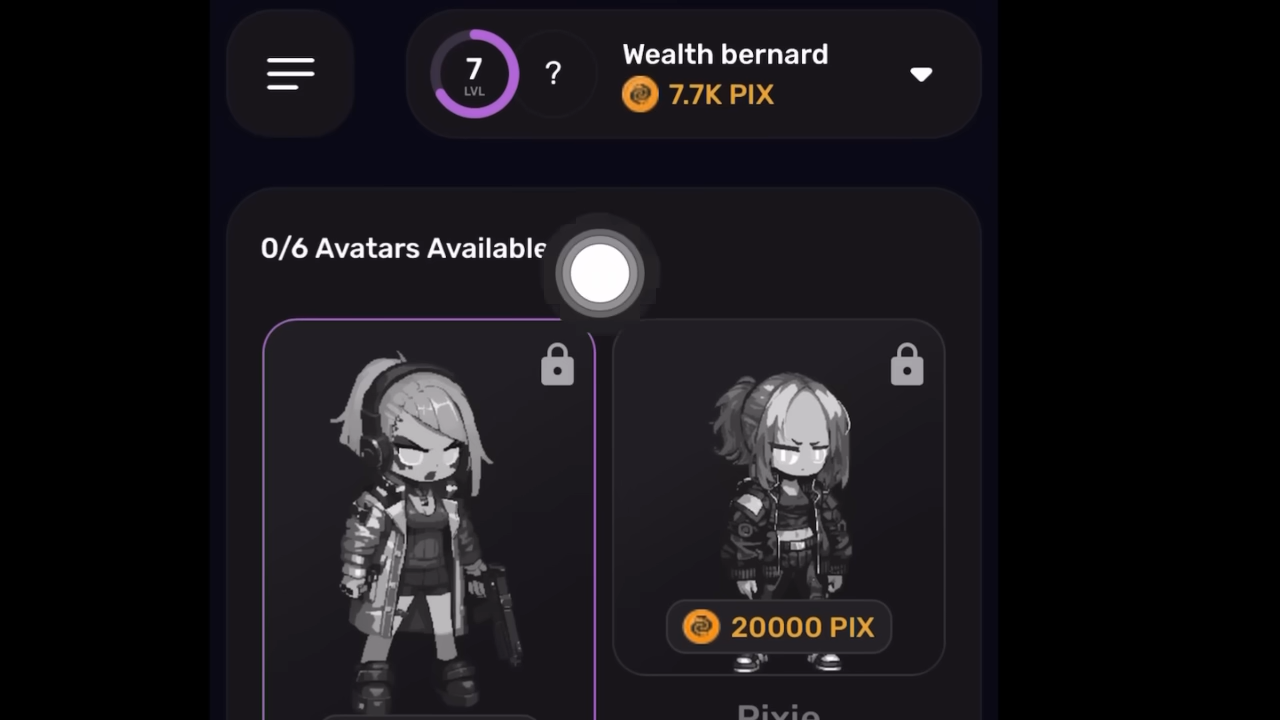 7
LVL
?
Wealth bernard
7.7K PIX
0/6 Avatars Available
20000 PIX
Pixie